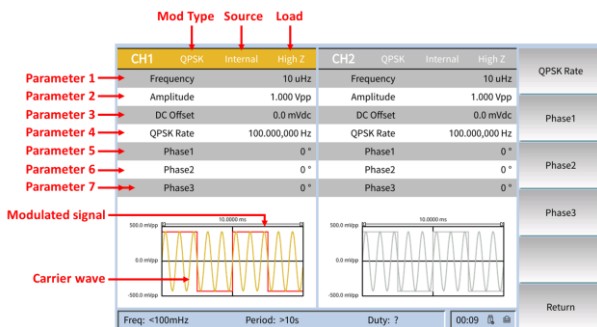 Mod Type Source Load
CH1 QPSK Internal High Z CH2 QPSK Internal High Z QPSK Rate
Parameter 1 Frequency 10 uHz Frequency 10 uHz
Parameter 2 Amplitude 1.000 Vpp Amplitude 1.000 Vpp
Parameter 3 DC Offset 0.0 mVdc DC Offset 0.0 mVdc Phase1
Parameter 4 QPSK Rate 100.000,000 Hz QPSK Rate 100.000,000 Hz
Parameter 5 Phase1 0 ° Phase1 0 °
Parameter 6 Phase2 0 ° Phase2 0 ° Phase2
Parameter 7 Phase3 0 ° Phase3 0 °
Modulated signal 10.0000 ms 10.0000 ms Phase3
500.0 mVpp 500.0 mVpp
0.0 mVpp 0.0 mVpp
Carrier wave
-500.0 mVpp -500.0 mVpp
Return
Freq: <100mHz Period: >10s Duty: ? 00:09